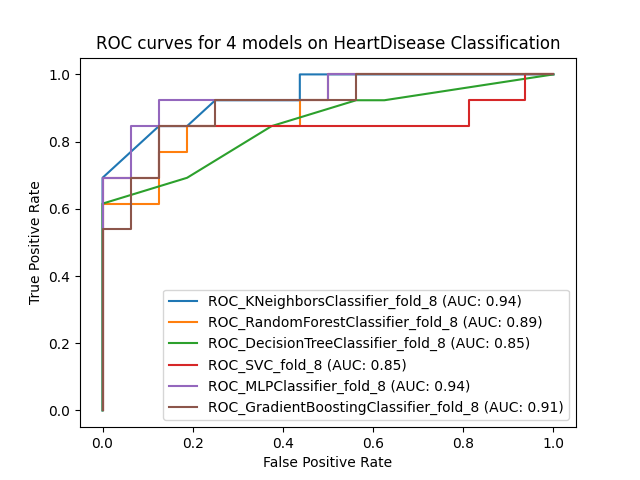 ROC curves for 4 models on HeartDisease Classification
True Positive Rate
1.0
0.8
0.6
0.4
0.2
0.0
ROC_KNeighborsClassifier_fold_8 (AUC: 0.94)
ROC_RandomForestClassifier_fold_8 (AUC: 0.89)
ROC_DecisionTreeClassifier_fold_8 (AUC: 0.85)
ROC_SVC_fold_8 (AUC: 0.85)
ROC_MLPClassifier_fold_8 (AUC: 0.94)
ROC_GradientBoostingClassifier_fold_8 (AUC: 0.91)
0.0 0.2 0.4 0.6 0.8 1.0
False Positive Rate